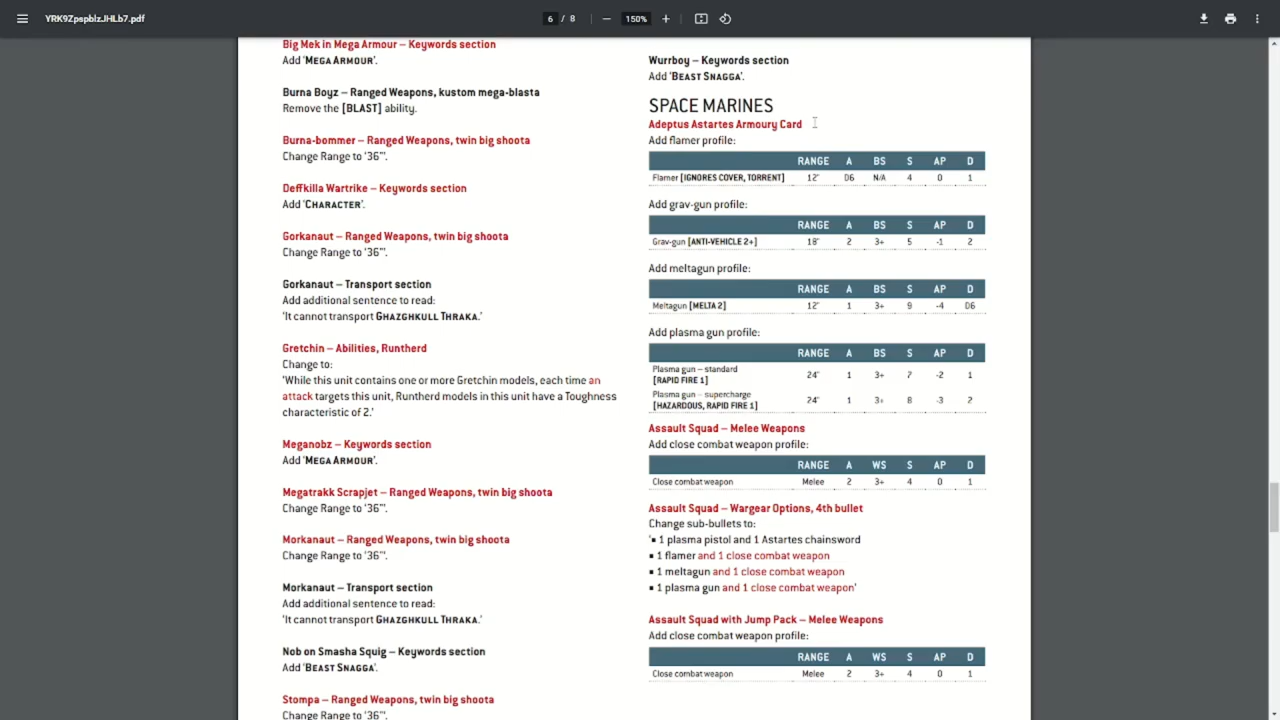 YRK9ZpspbIzJHLb7.pdf
6 / 8
150%
Big Mek in Mega Armour – Keywords section
Add ‘MEGA ARMOUR’.
Burna Boyz – Ranged Weapons, kustom mega-blasta
Remove the [BLAST] ability.
Burna-bommer – Ranged Weapons, twin big shoota
Change Range to ‘36"’.
Deffkilla Wartrike – Keywords section
Add ‘CHARACTER’.
Gorkanaut – Ranged Weapons, twin big shoota
Change Range to ‘36"’.
Gorkanaut – Transport section
Add additional sentence to read:
‘It cannot transport GHAZGHKULL THRAKA.’
Gretchin – Abilities, Runtherd
Change to:
‘While this unit contains one or more Gretchin models, each time an
attack targets this unit, Runtherd models in this unit have a Toughness
characteristic of 2.’
Meganobz – Keywords section
Add ‘MEGA ARMOUR’.
Megatrakk Scrapjet – Ranged Weapons, twin big shoota
Change Range to ‘36"’.
Morkanaut – Ranged Weapons, twin big shoota
Change Range to ‘36"’.
Morkanaut – Transport section
Add additional sentence to read:
‘It cannot transport GHAZGHKULL THRAKA.’
Nob on Smasha Squig – Keywords section
Add ‘BEAST SNAGGA’.
Stompa – Ranged Weapons, twin big shoota
Change Range to ‘36"’.
Wurrboy – Keywords section
Add ‘BEAST SNAGGA’.
SPACE MARINES
Adeptus Astartes Armoury Card
Add flamer profile:
RANGE A BS S AP D
Flamer [IGNORES COVER, TORRENT] 12" D6 N/A 4 0 1
Add grav-gun profile:
RANGE A BS S AP D
Grav-gun [ANTI-VEHICLE 2+] 18" 2 3+ 5 -1 2
Add meltagun profile:
RANGE A BS S AP D
Meltagun [MELTA 2] 12" 1 3+ 9 -4 D6
Add plasma gun profile:
RANGE A BS S AP D
Plasma gun – standard
[RAPID FIRE 1] 24" 1 3+ 7 -2 1
Plasma gun – supercharge
[HAZARDOUS, RAPID FIRE 1] 24" 1 3+ 8 -3 2
Assault Squad – Melee Weapons
Add close combat weapon profile:
RANGE A WS S AP D
Close combat weapon Melee 2 3+ 4 0 1
Assault Squad – Wargear Options, 4th bullet
Change sub-bullets to:
‘▪ 1 plasma pistol and 1 Astartes chainsword
▪ 1 flamer and 1 close combat weapon
▪ 1 meltagun and 1 close combat weapon
▪ 1 plasma gun and 1 close combat weapon’
Assault Squad with Jump Pack – Melee Weapons
Add close combat weapon profile:
RANGE A WS S AP D
Close combat weapon Melee 2 3+ 4 0 1